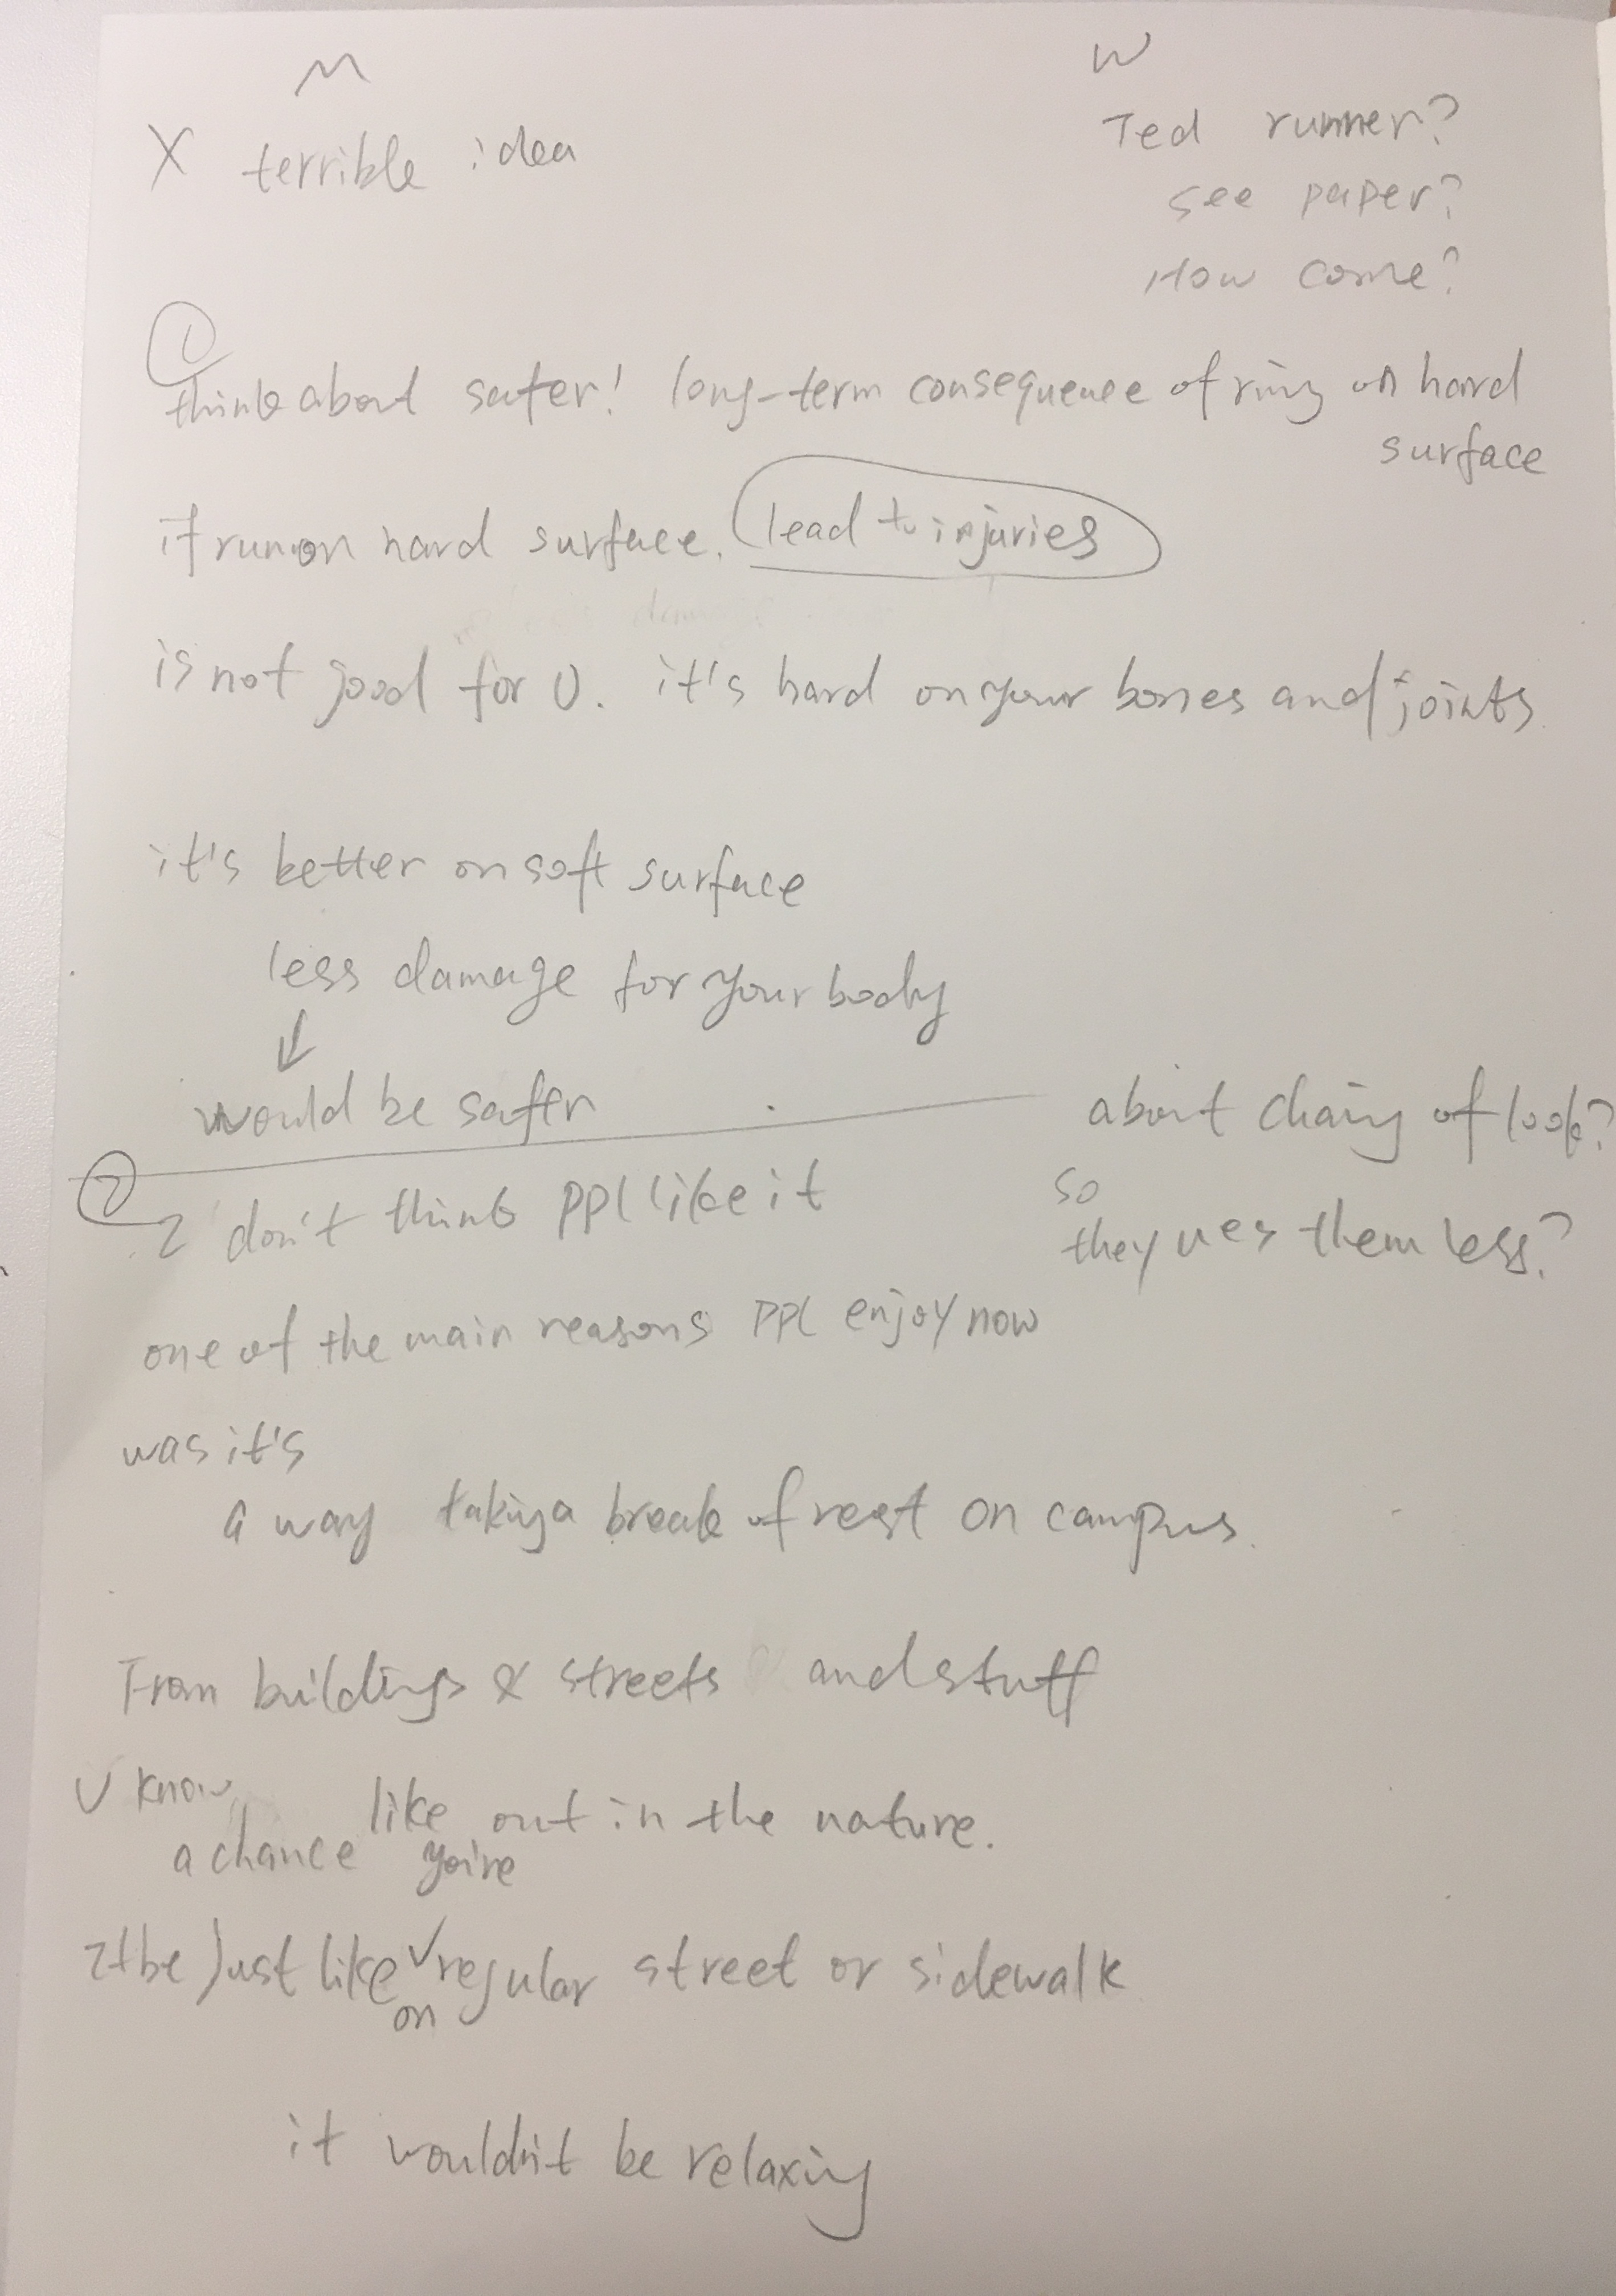 M
W
X terrible idea
Ted runner?
see paper?
How come?
①
think about safer! long-term consequence of ring on hard
surface
if run on hard surface. lead to injuries
is not good for U. it's hard on your bones and joints
it's better on soft surface
less damage for your body
↓
would be safer
about chaing of look?
so
they ues them less?
②
I don't think ppl like it
one of the main reasons ppl enjoy now
was it's
a way taking a break of rest on campus.
From buildings & streets and stuff
U know,
a chance like you're out in the nature.
It be Just like on regular street or sidewalk
it wouldn't be relaxing